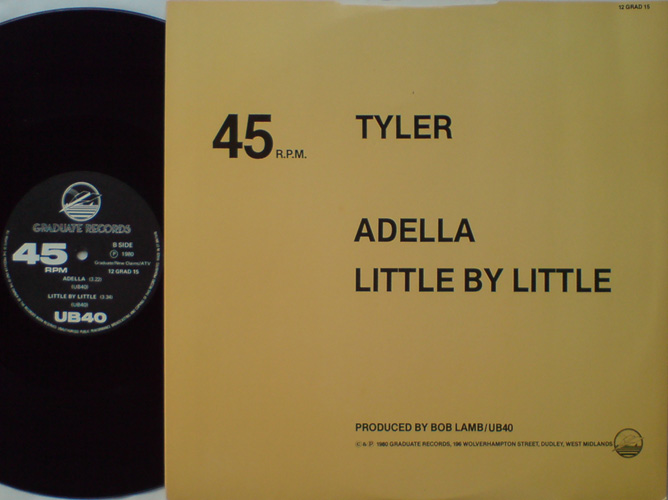 GRADUATE RECORDS
45
RPM
B SIDE
℗ 1980
Graduate/New Claims/ATV
12 GRAD 15
ADELLA (3.22)
(UB40)
LITTLE BY LITTLE (3.34)
(UB40)
UB40
12 GRAD 15
45 R.P.M.
TYLER
ADELLA
LITTLE BY LITTLE
PRODUCED BY BOB LAMB/UB40
© & ℗ 1980 GRADUATE RECORDS, 196 WOLVERHAMPTON STREET, DUDLEY, WEST MIDLANDS